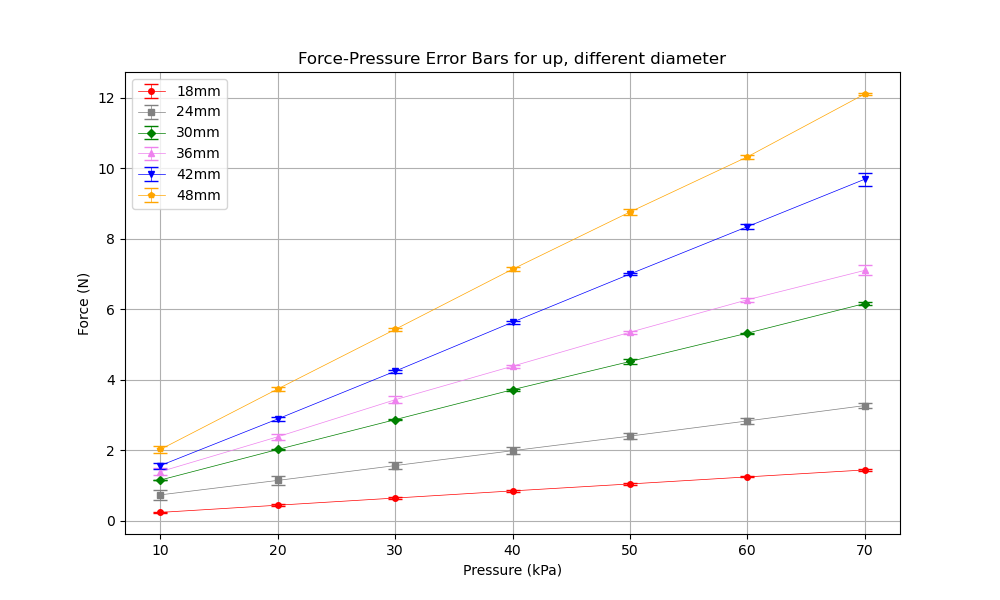 Force-Pressure Error Bars for up, different diameter
18mm
24mm
30mm
36mm
42mm
48mm
Force (N)
12
10
8
6
4
2
0
10 20 30 40 50 60 70
Pressure (kPa)